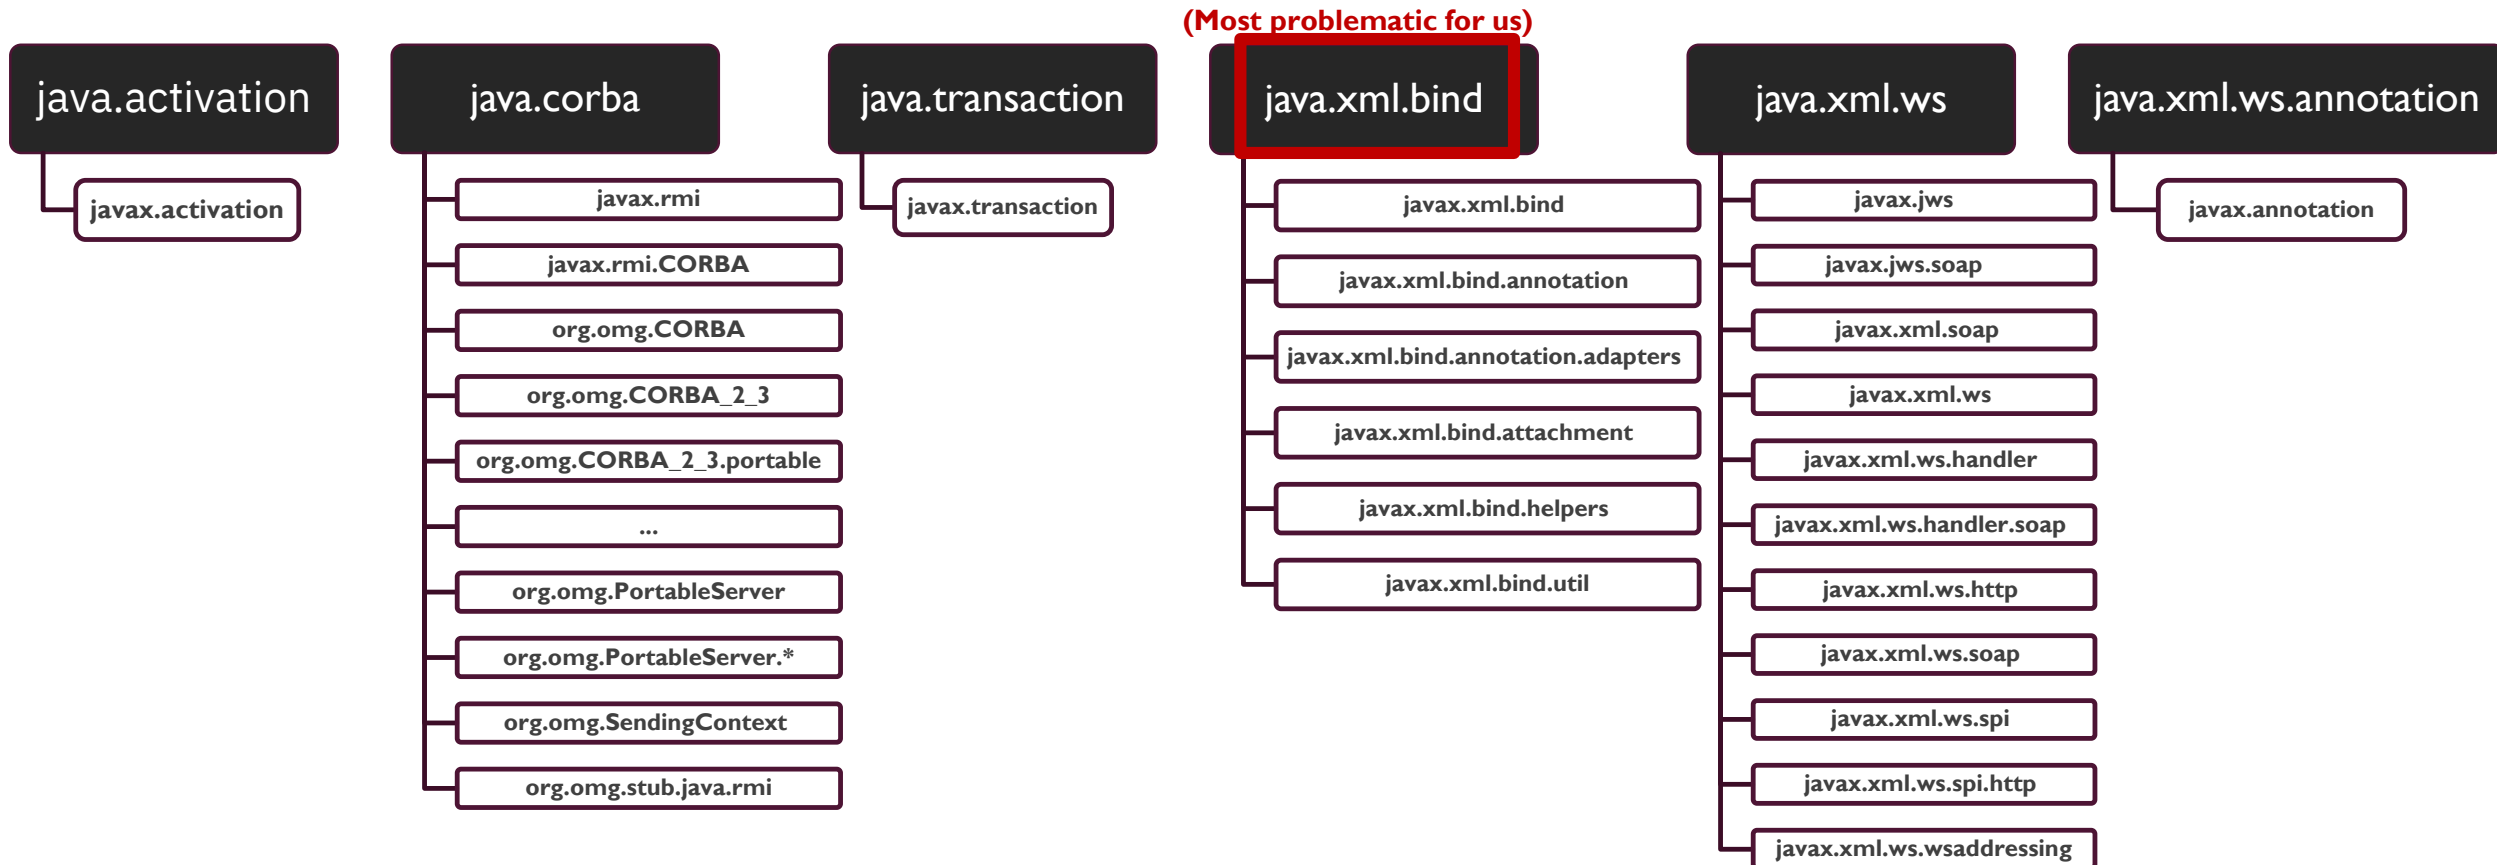 (Most problematic for us)
java.activation
javax.activation
java.corba
javax.rmi
javax.rmi.CORBA
org.omg.CORBA
org.omg.CORBA_2_3
org.omg.CORBA_2_3.portable
...
org.omg.PortableServer
org.omg.PortableServer.*
org.omg.SendingContext
org.omg.stub.java.rmi
java.transaction
javax.transaction
java.xml.bind
javax.xml.bind
javax.xml.bind.annotation
javax.xml.bind.annotation.adapters
javax.xml.bind.attachment
javax.xml.bind.helpers
javax.xml.bind.util
java.xml.ws
javax.jws
javax.jws.soap
javax.xml.soap
javax.xml.ws
javax.xml.ws.handler
javax.xml.ws.handler.soap
javax.xml.ws.http
javax.xml.ws.soap
javax.xml.ws.spi
javax.xml.ws.spi.http
javax.xml.ws.wsaddressing
java.xml.ws.annotation
javax.annotation